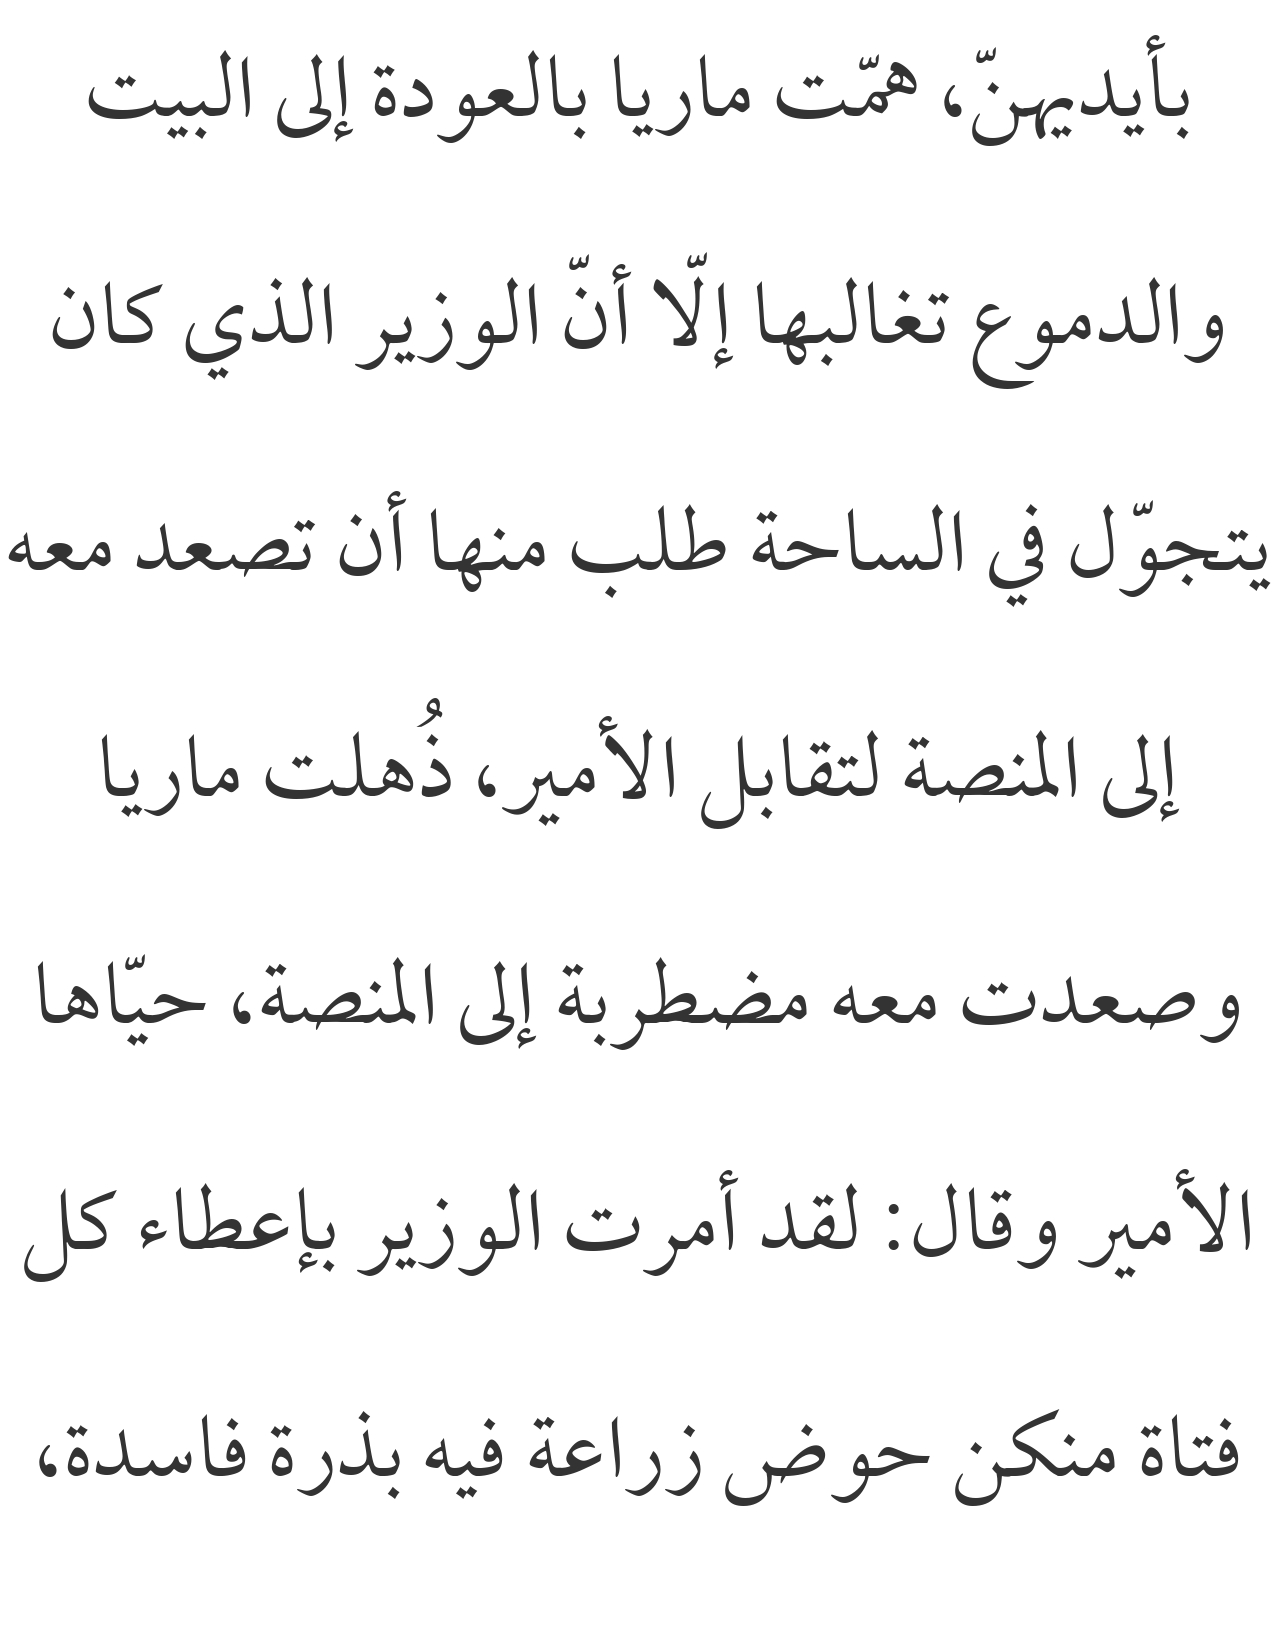 بأيديهنّ، همّت ماريا بالعودة إلى البيت
والدموع تغالبها إلّا أنّ الوزير الذي كان
يتجوّل في الساحة طلب منها أن تصعد معه
إلى المنصة لتقابل الأمير، ذُهلت ماريا
وصعدت معه مضطربة إلى المنصة، حيّاها
الأمير وقال: لقد أمرت الوزير بإعطاء كل
فتاة منكن حوض زراعة فيه بذرة فاسدة،